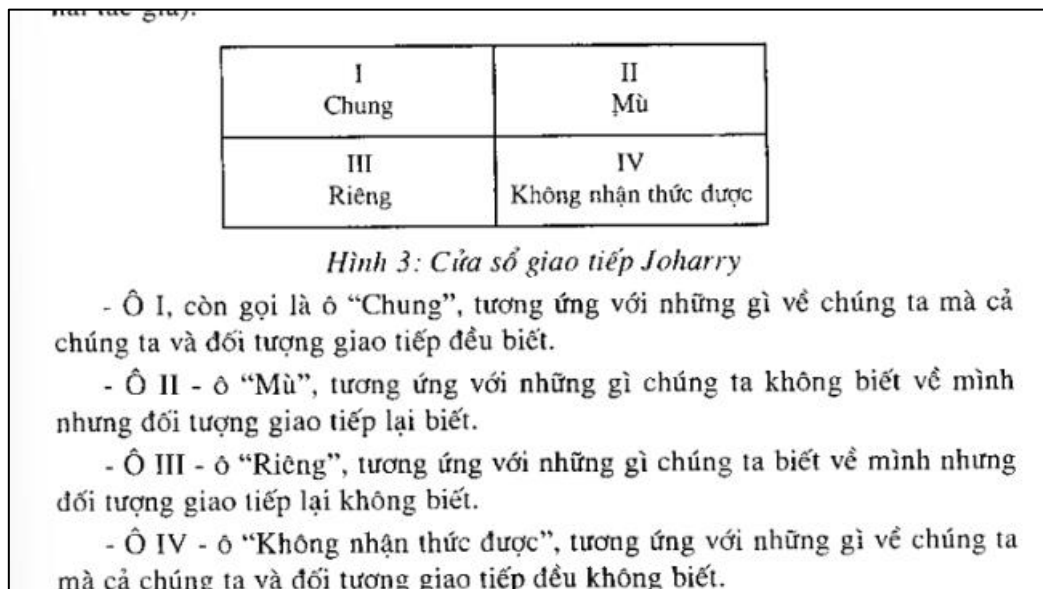 I
Chung
II
Mù
III
Riêng
IV
Không nhận thức được
Hình 3: Cửa sổ giao tiếp Joharry
- Ô I, còn gọi là ô “Chung”, tương ứng với những gì về chúng ta mà cả
chúng ta và đối tượng giao tiếp đều biết.
- Ô II - ô “Mù”, tương ứng với những gì chúng ta không biết về mình
nhưng đối tượng giao tiếp lại biết.
- Ô III - ô “Riêng”, tương ứng với những gì chúng ta biết về mình nhưng
đối tượng giao tiếp lại không biết.
- Ô IV - ô “Không nhận thức được”, tương ứng với những gì về chúng ta
mà cả chúng ta và đối tượng giao tiếp đều không biết.